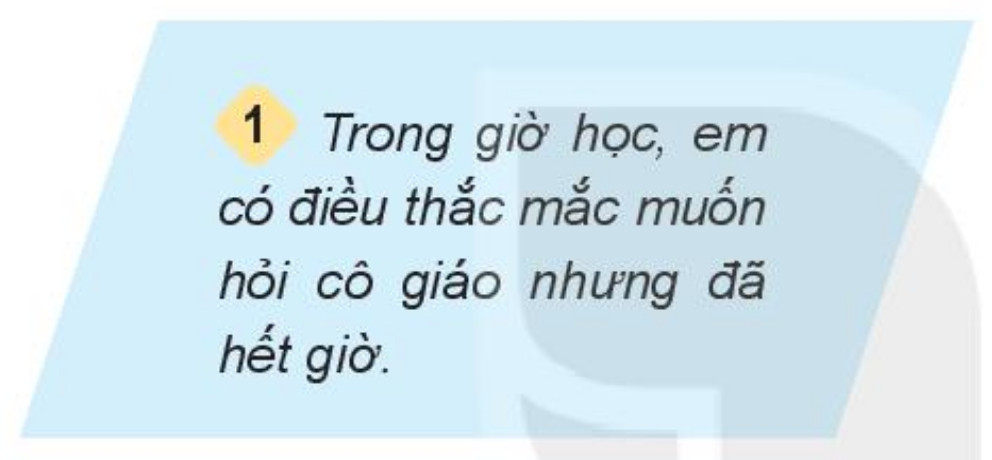 1 Trong giờ học, em
có điều thắc mắc muốn
hỏi cô giáo nhưng đã
hết giờ.